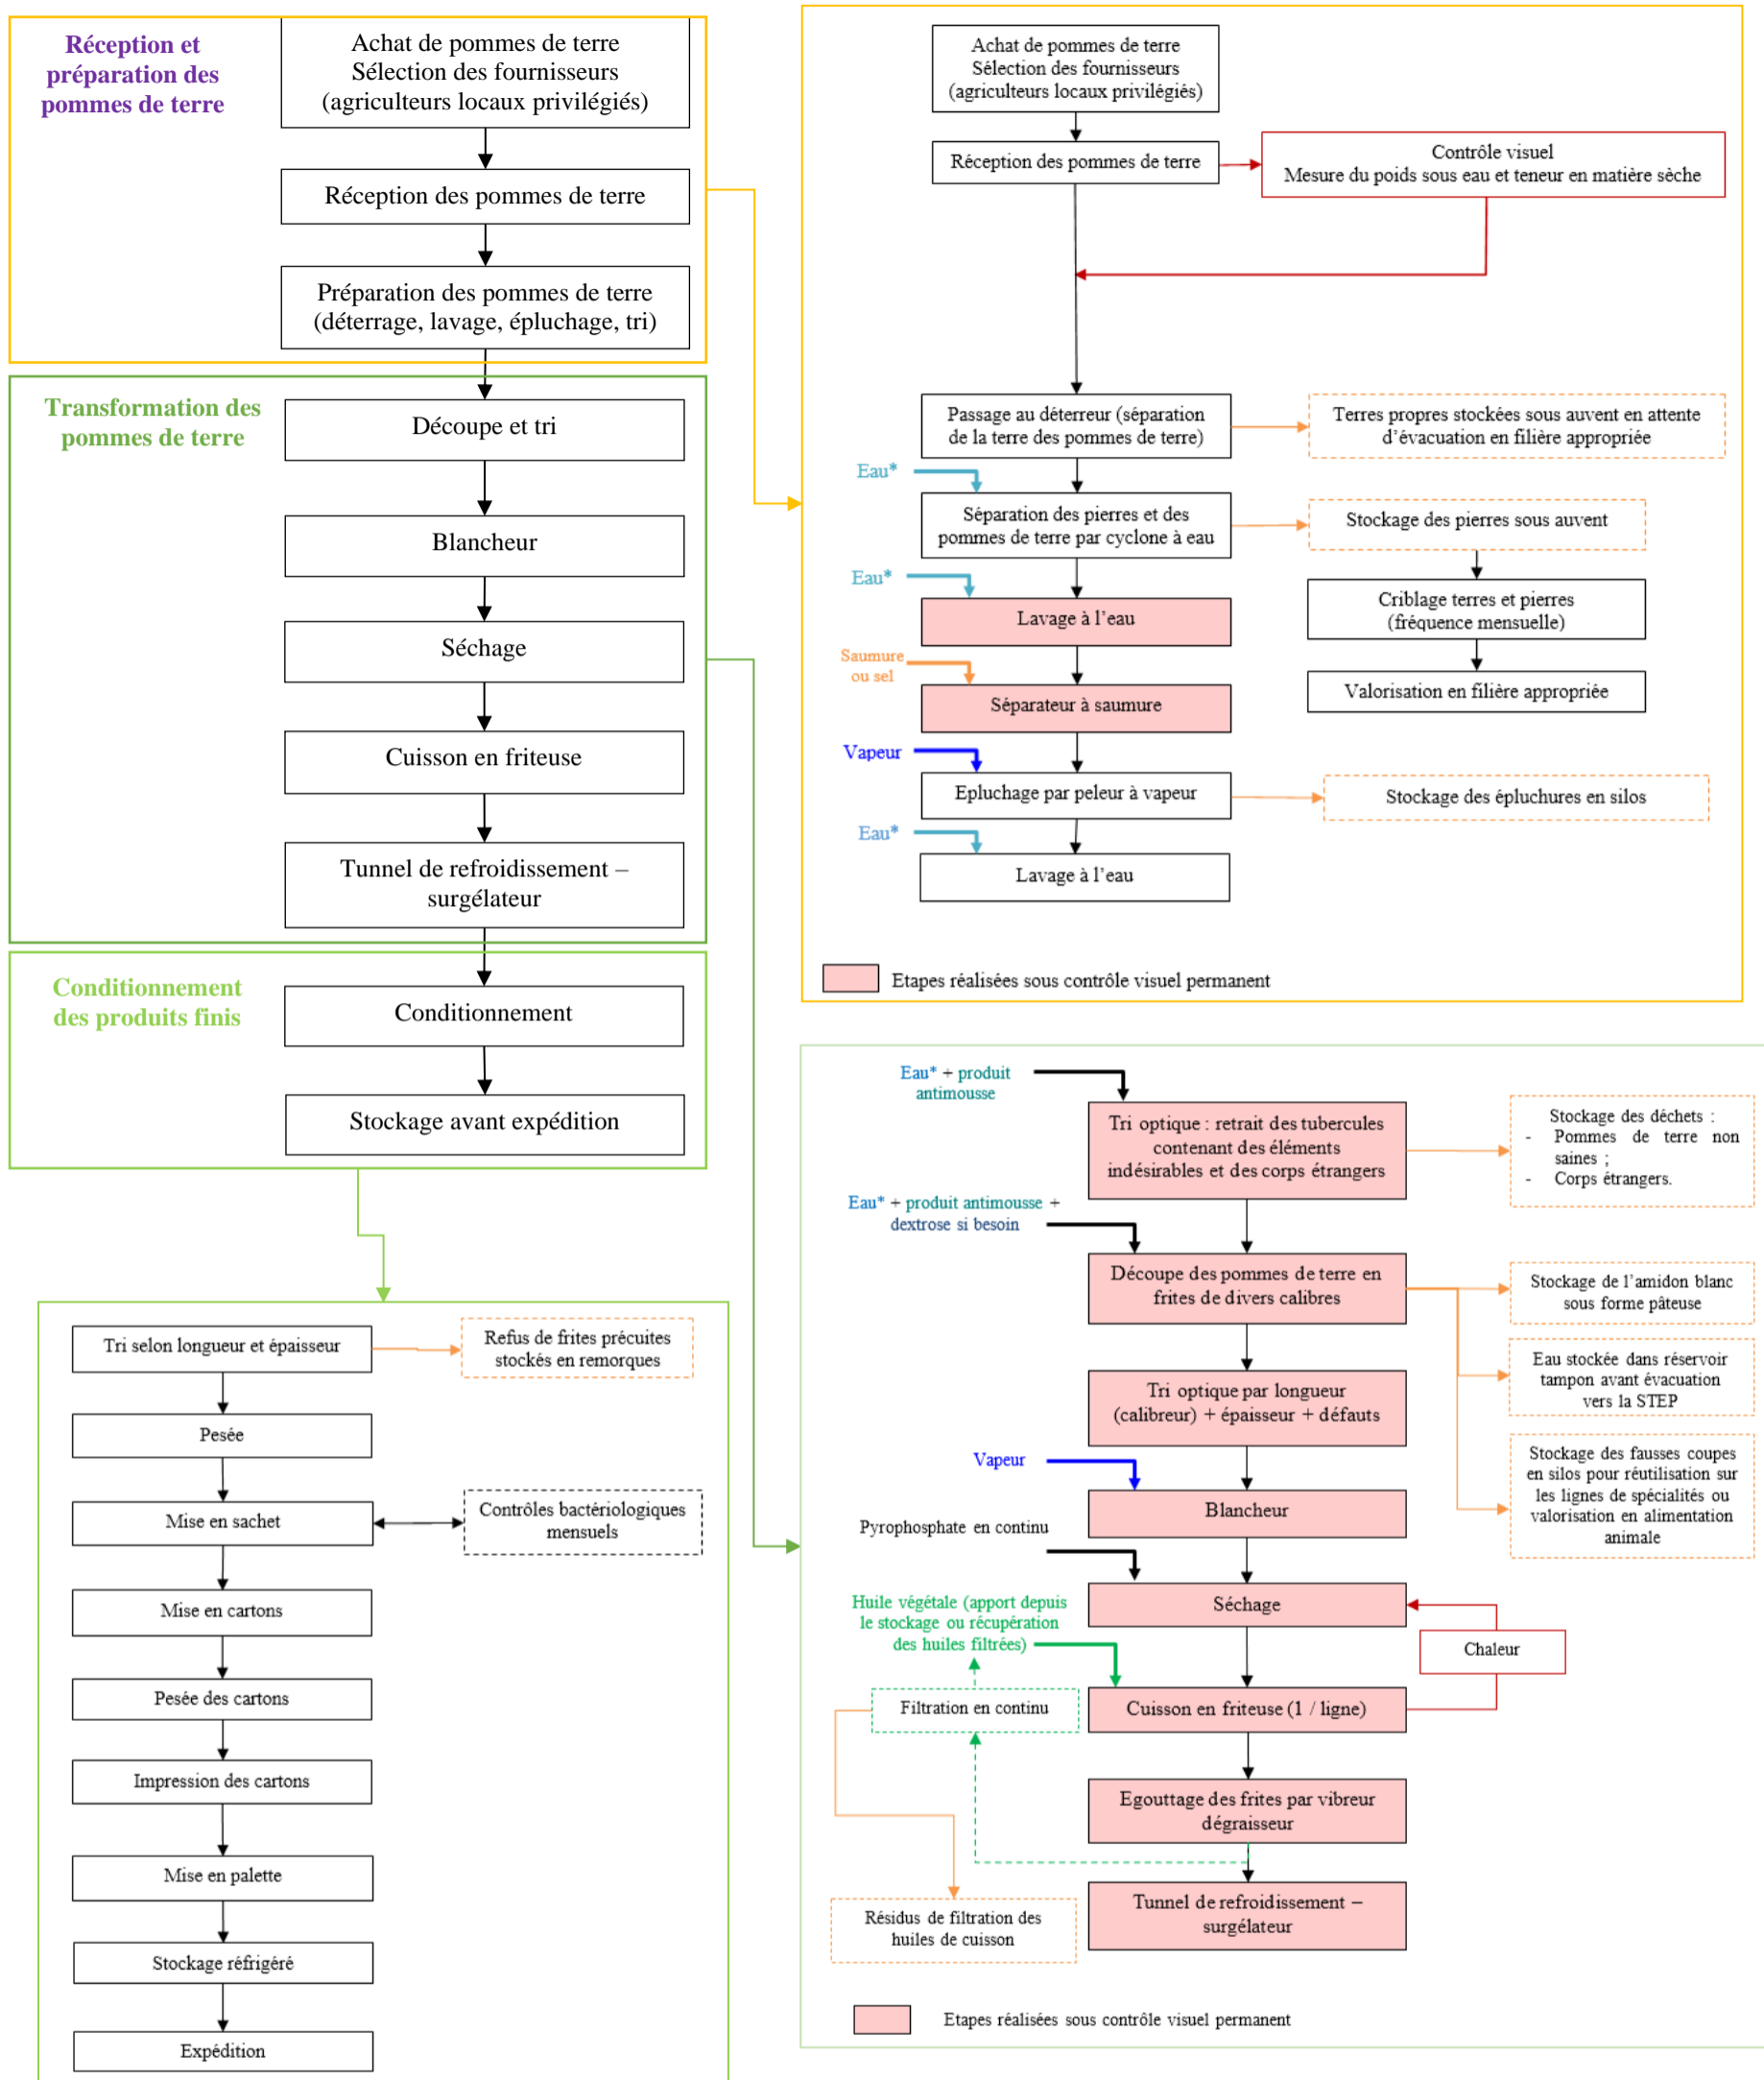 Réception et
préparation des
pommes de terre
Achat de pommes de terre
Sélection des fournisseurs
(agriculteurs locaux privilégiés)
Réception des pommes de terre
Préparation des pommes de terre
(déterrage, lavage, épluchage, tri)
Transformation des
pommes de terre
Découpe et tri
Blancheur
Séchage
Cuisson en friteuse
Tunnel de refroidissement –
surgélateur
Conditionnement
des produits finis
Conditionnement
Stockage avant expédition
Achat de pommes de terre
Sélection des fournisseurs
(agriculteurs locaux privilégiés)
Réception des pommes de terre
Contrôle visuel
Mesure du poids sous eau et teneur en matière sèche
Passage au déterreur (séparation
de la terre des pommes de terre)
Terres propres stockées sous auvent en attente
d’évacuation en filière appropriée
Eau*
Séparation des pierres et des
pommes de terre par cyclone à eau
Stockage des pierres sous auvent
Eau*
Lavage à l’eau
Criblage terres et pierres
(fréquence mensuelle)
Saumure
ou sel
Séparateur à saumure
Valorisation en filière appropriée
Vapeur
Epluchage par peleur à vapeur
Stockage des épluchures en silos
Eau*
Lavage à l’eau
Etapes réalisées sous contrôle visuel permanent
Eau* + produit
antimousse
Tri optique : retrait des tubercules
contenant des éléments
indésirables et des corps étrangers
Stockage des déchets :
- Pommes de terre non
saines ;
- Corps étrangers.
Eau* + produit antimousse +
dextrose si besoin
Découpe des pommes de terre en
frites de divers calibres
Stockage de l’amidon blanc
sous forme pâteuse
Eau stockée dans réservoir
tampon avant évacuation
vers la STEP
Tri optique par longueur
(calibreur) + épaisseur + défauts
Stockage des fausses coupes
en silos pour réutilisation sur
les lignes de spécialités ou
valorisation en alimentation
animale
Vapeur
Blancheur
Pyrophosphate en continu
Séchage
Huile végétale (apport depuis
le stockage ou récupération
des huiles filtrées)
Chaleur
Filtration en continu
Cuisson en friteuse (1 / ligne)
Egouttage des frites par vibreur
dégraisseur
Résidus de filtration des
huiles de cuisson
Tunnel de refroidissement –
surgélateur
Etapes réalisées sous contrôle visuel permanent
Tri selon longueur et épaisseur
Refus de frites précuites
stockés en remorques
Pesée
Mise en sachet
Contrôles bactériologiques
mensuels
Mise en cartons
Pesée des cartons
Impression des cartons
Mise en palette
Stockage réfrigéré
Expédition